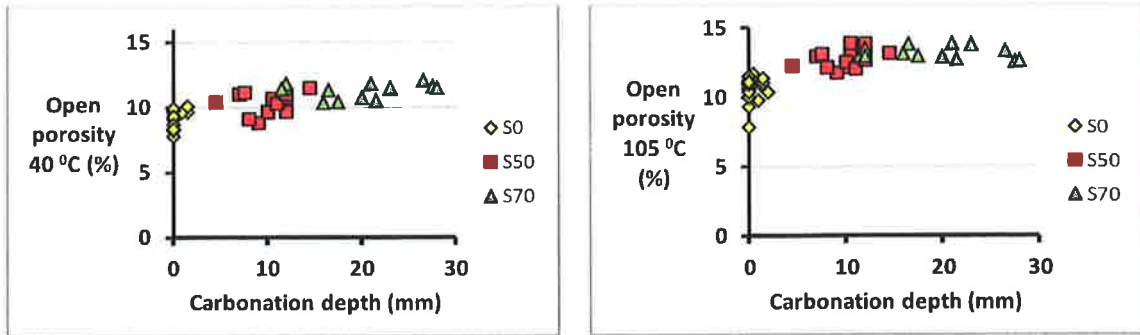 15
10
5
0
0 10 20 30
Open
porosity
40 ⁰C (%)
Carbonation depth (mm)
S0
S50
S70
15
10
5
0
0 10 20 30
Open
porosity
105 ⁰C
(%)
Carbonation depth (mm)
S0
S50
S70